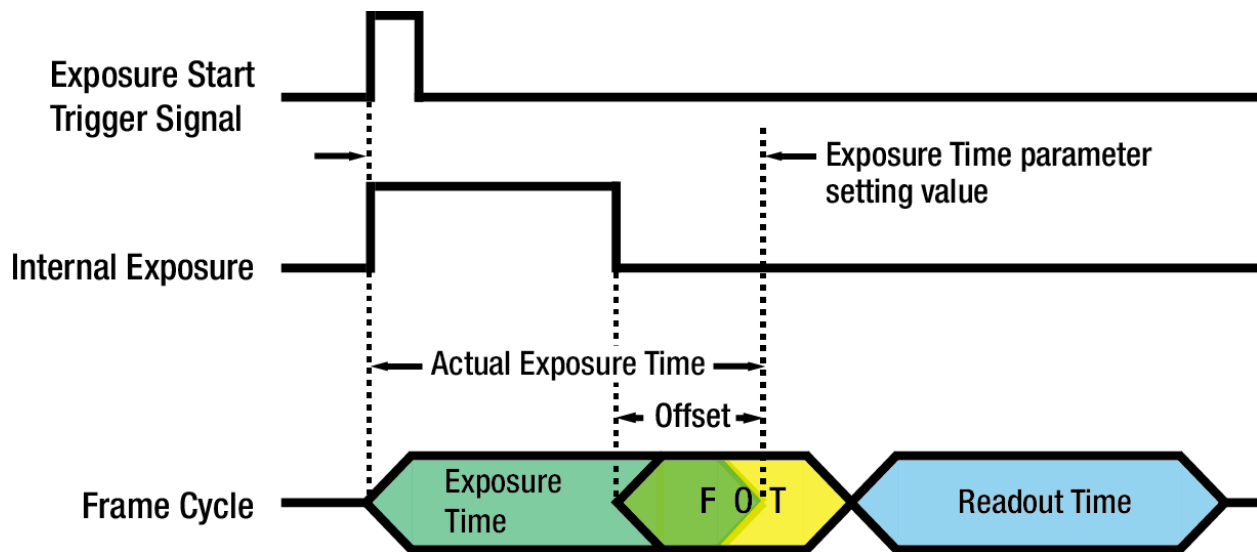 Exposure Start
Trigger Signal
Exposure Time parameter
setting value
Internal Exposure
Actual Exposure Time
Offset
Frame Cycle
Exposure
Time
F O T
Readout Time